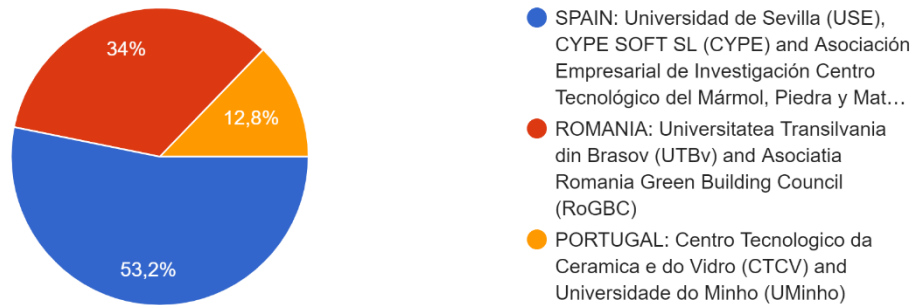 34%
12,8%
53,2%
SPAIN: Universidad de Sevilla (USE),
CYPE SOFT SL (CYPE) and Asociación
Empresarial de Investigación Centro
Tecnológico del Mármol, Piedra y Mat…
ROMANIA: Universitatea Transilvania
din Brasov (UTBv) and Asociatia
Romania Green Building Council
(RoGBC)
PORTUGAL: Centro Tecnologico da
Ceramica e do Vidro (CTCV) and
Universidade do Minho (UMinho)